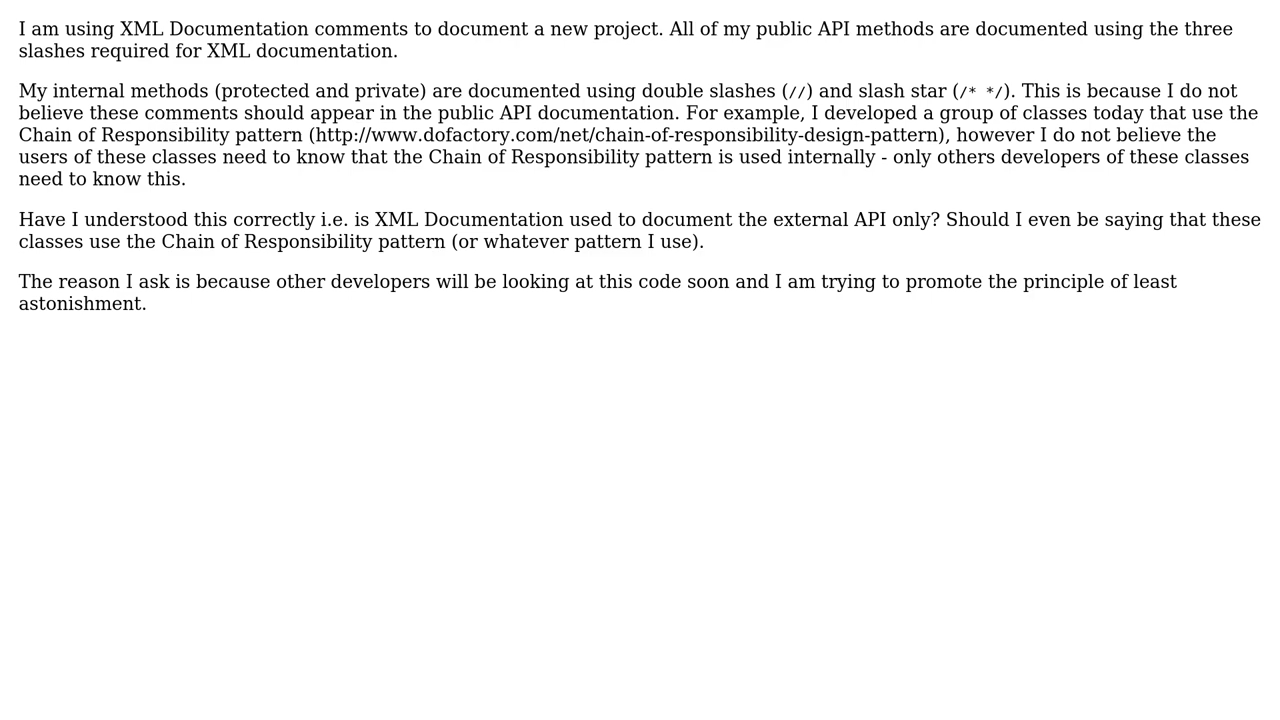 I am using XML Documentation comments to document a new project. All of my public API methods are documented using the three
slashes required for XML documentation.
My internal methods (protected and private) are documented using double slashes (//) and slash star (/* */). This is because I do not
believe these comments should appear in the public API documentation. For example, I developed a group of classes today that use the
Chain of Responsibility pattern (http://www.dofactory.com/net/chain-of-responsibility-design-pattern), however I do not believe the
users of these classes need to know that the Chain of Responsibility pattern is used internally - only others developers of these classes
need to know this.
Have I understood this correctly i.e. is XML Documentation used to document the external API only? Should I even be saying that these
classes use the Chain of Responsibility pattern (or whatever pattern I use).
The reason I ask is because other developers will be looking at this code soon and I am trying to promote the principle of least
astonishment.